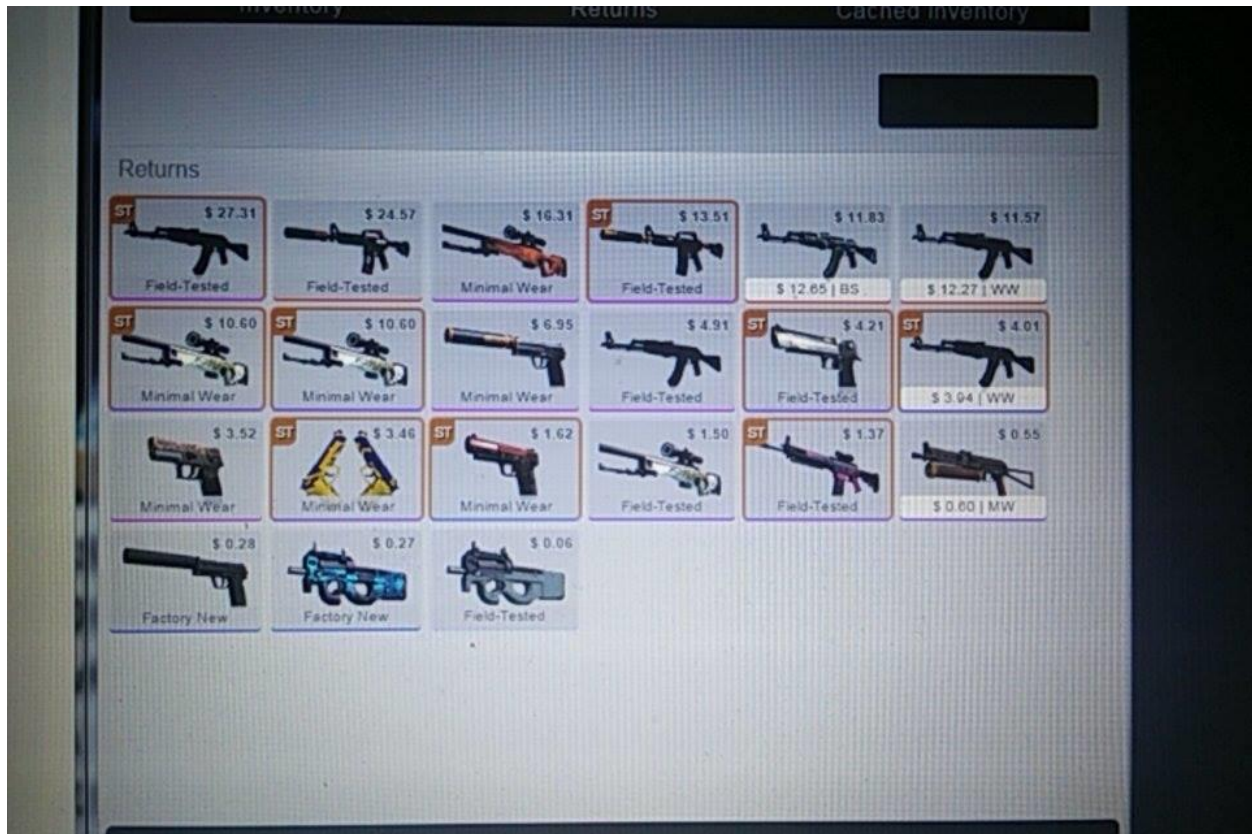 Inventory Returns Cached Inventory
Returns
ST $ 27.31 $ 24.57 $ 16.31 ST $ 13.51 $ 11.83 $ 11.57
Field-Tested Field-Tested Minimal Wear Field-Tested $ 12.65 | BS $ 12.27 | WW
ST $ 10.60 ST $ 10.60 $ 6.95 $ 4.91 ST $ 4.21 ST $ 4.01
Minimal Wear Minimal Wear Minimal Wear Field-Tested Field-Tested $ 3.94 | WW
$ 3.52 ST $ 3.46 ST $ 1.62 $ 1.50 ST $ 1.37 $ 0.55
Minimal Wear Minimal Wear Minimal Wear Field-Tested Field-Tested $ 0.60 | MW
$ 0.28 $ 0.27 $ 0.06
Factory New Factory New Field-Tested